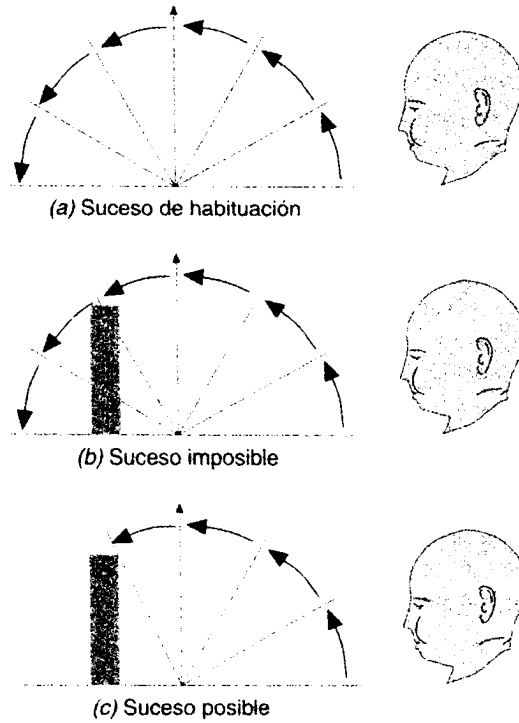 (a) Suceso de habituación
(b) Suceso imposible
(c) Suceso posible